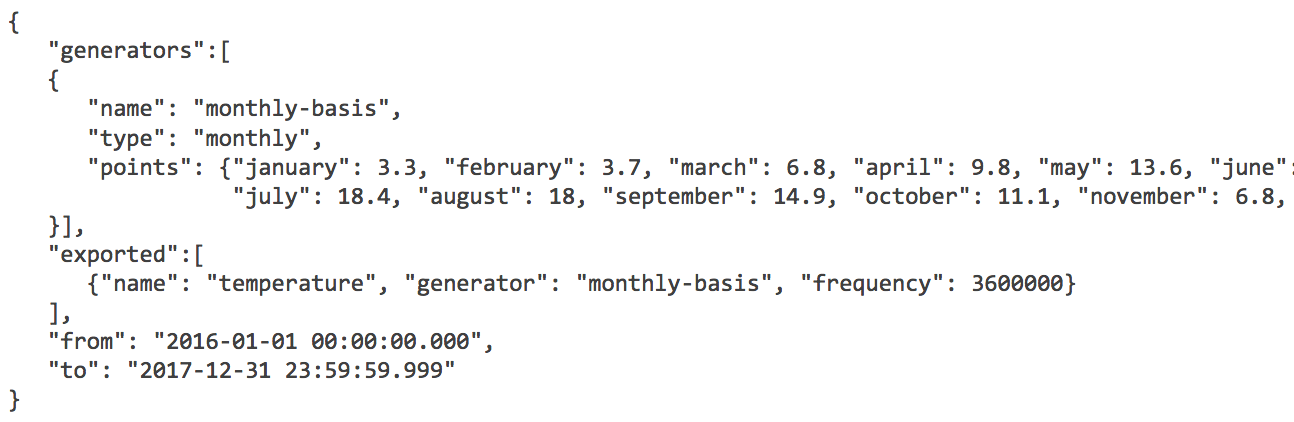 {
   "generators":[
   {
      "name": "monthly-basis",
      "type": "monthly",
      "points": {"january": 3.3, "february": 3.7, "march": 6.8, "april": 9.8, "may": 13.6, "june":
                 "july": 18.4, "august": 18, "september": 14.9, "october": 11.1, "november": 6.8,
   }],
   "exported":[
      {"name": "temperature", "generator": "monthly-basis", "frequency": 3600000}
   ],
   "from": "2016-01-01 00:00:00.000",
   "to": "2017-12-31 23:59:59.999"
}